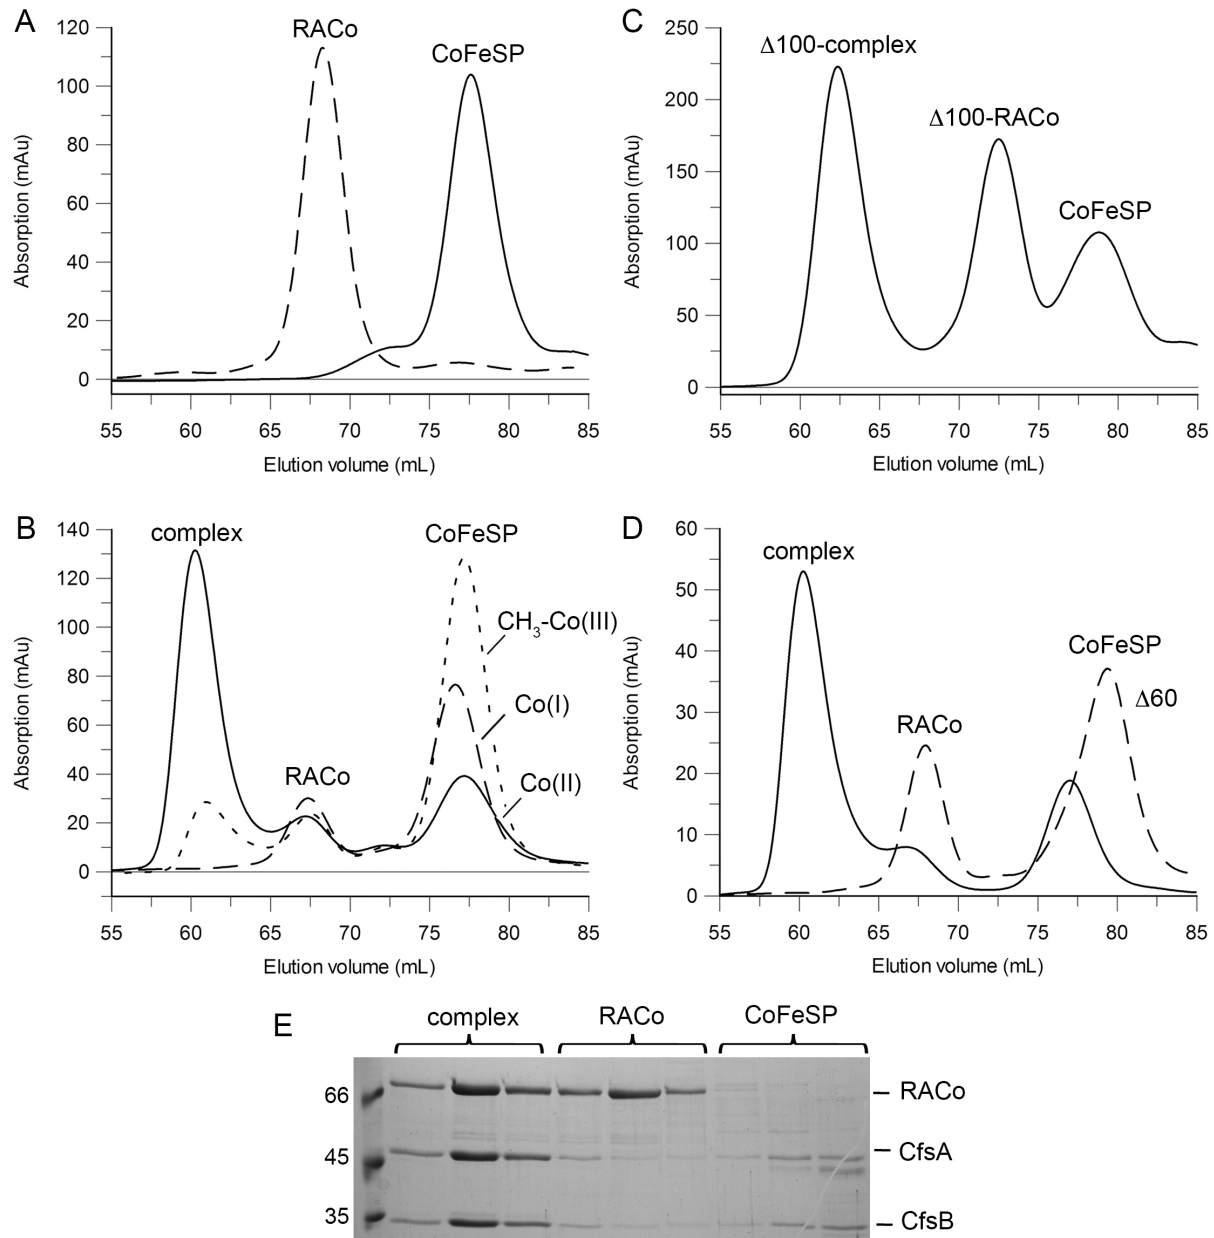 A
RACo
CoFeSP
120
100
80
60
40
20
0
Absorption (mAu)
55 60 65 70 75 80 85
Elution volume (mL)
C
Δ100-complex
Δ100-RACo
CoFeSP
250
200
150
100
50
0
Absorption (mAu)
55 60 65 70 75 80 85
Elution volume (mL)
B
complex
RACo
CoFeSP
CH3-Co(III)
Co(I)
Co(II)
140
120
100
80
60
40
20
0
Absorption (mAu)
55 60 65 70 75 80 85
Elution volume (mL)
D
complex
RACo
CoFeSP
Δ60
60
50
40
30
20
10
0
Absorption (mAu)
55 60 65 70 75 80 85
Elution volume (mL)
E
complex RACo CoFeSP
66 RACo
45 CfsA
35 CfsB